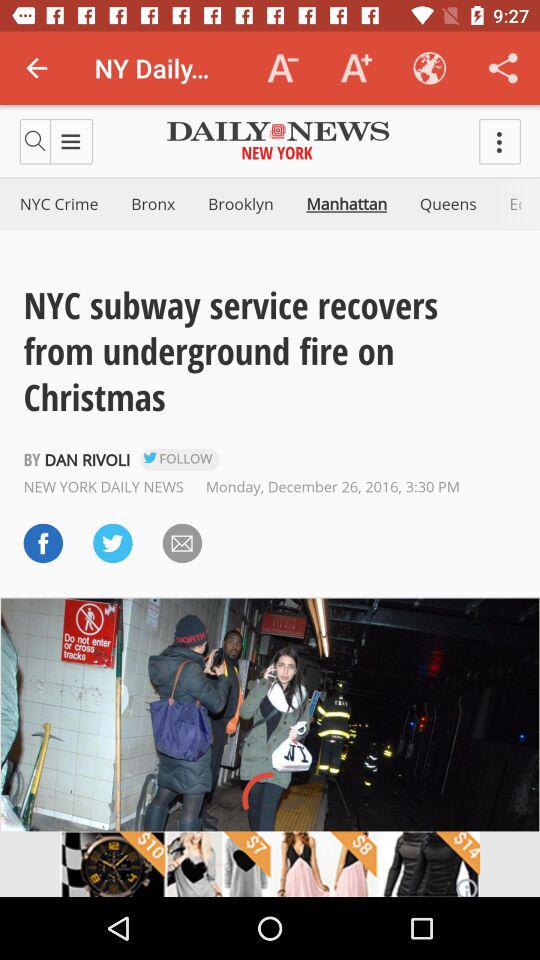 9:27
NY Daily...
A- A+
DAILY NEWS
NEW YORK
NYC Crime Bronx Brooklyn Manhattan Queens
NYC subway service recovers
from underground fire on
Christmas
BY DAN RIVOLI FOLLOW
NEW YORK DAILY NEWS Monday, December 26, 2016, 3:30 PM
Do not enter
or cross
tracks
NORTH
$10 $7 $8 $14